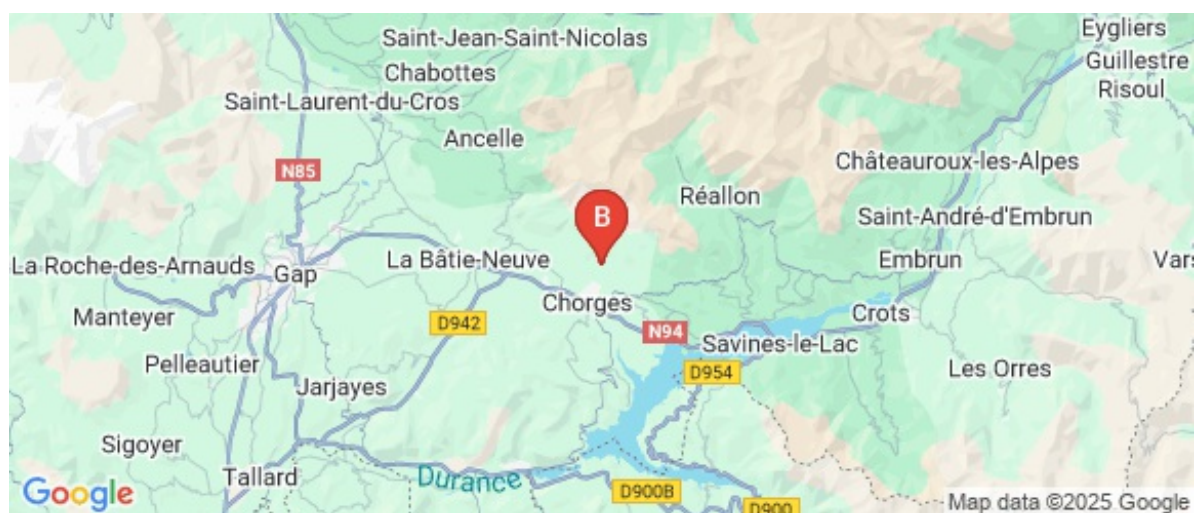 Eygliers
Saint-Jean-Saint-Nicolas
Guillestre
Chabottes
Risoul
Saint-Laurent-du-Cros
Ancelle
Châteauroux-les-Alpes
N85
Réallon
B
Saint-André-d'Embrun
La Roche-des-Arnauds
Gap
La Bâtie-Neuve
Embrun
Vars
Chorges
Manteyer
D942
N94
Crots
Savines-le-Lac
Pelleautier
D954
Les Orres
Jarjayes
Sigoyer
Tallard
Durance
D900B
D900
Google
Map data ©2025 Google